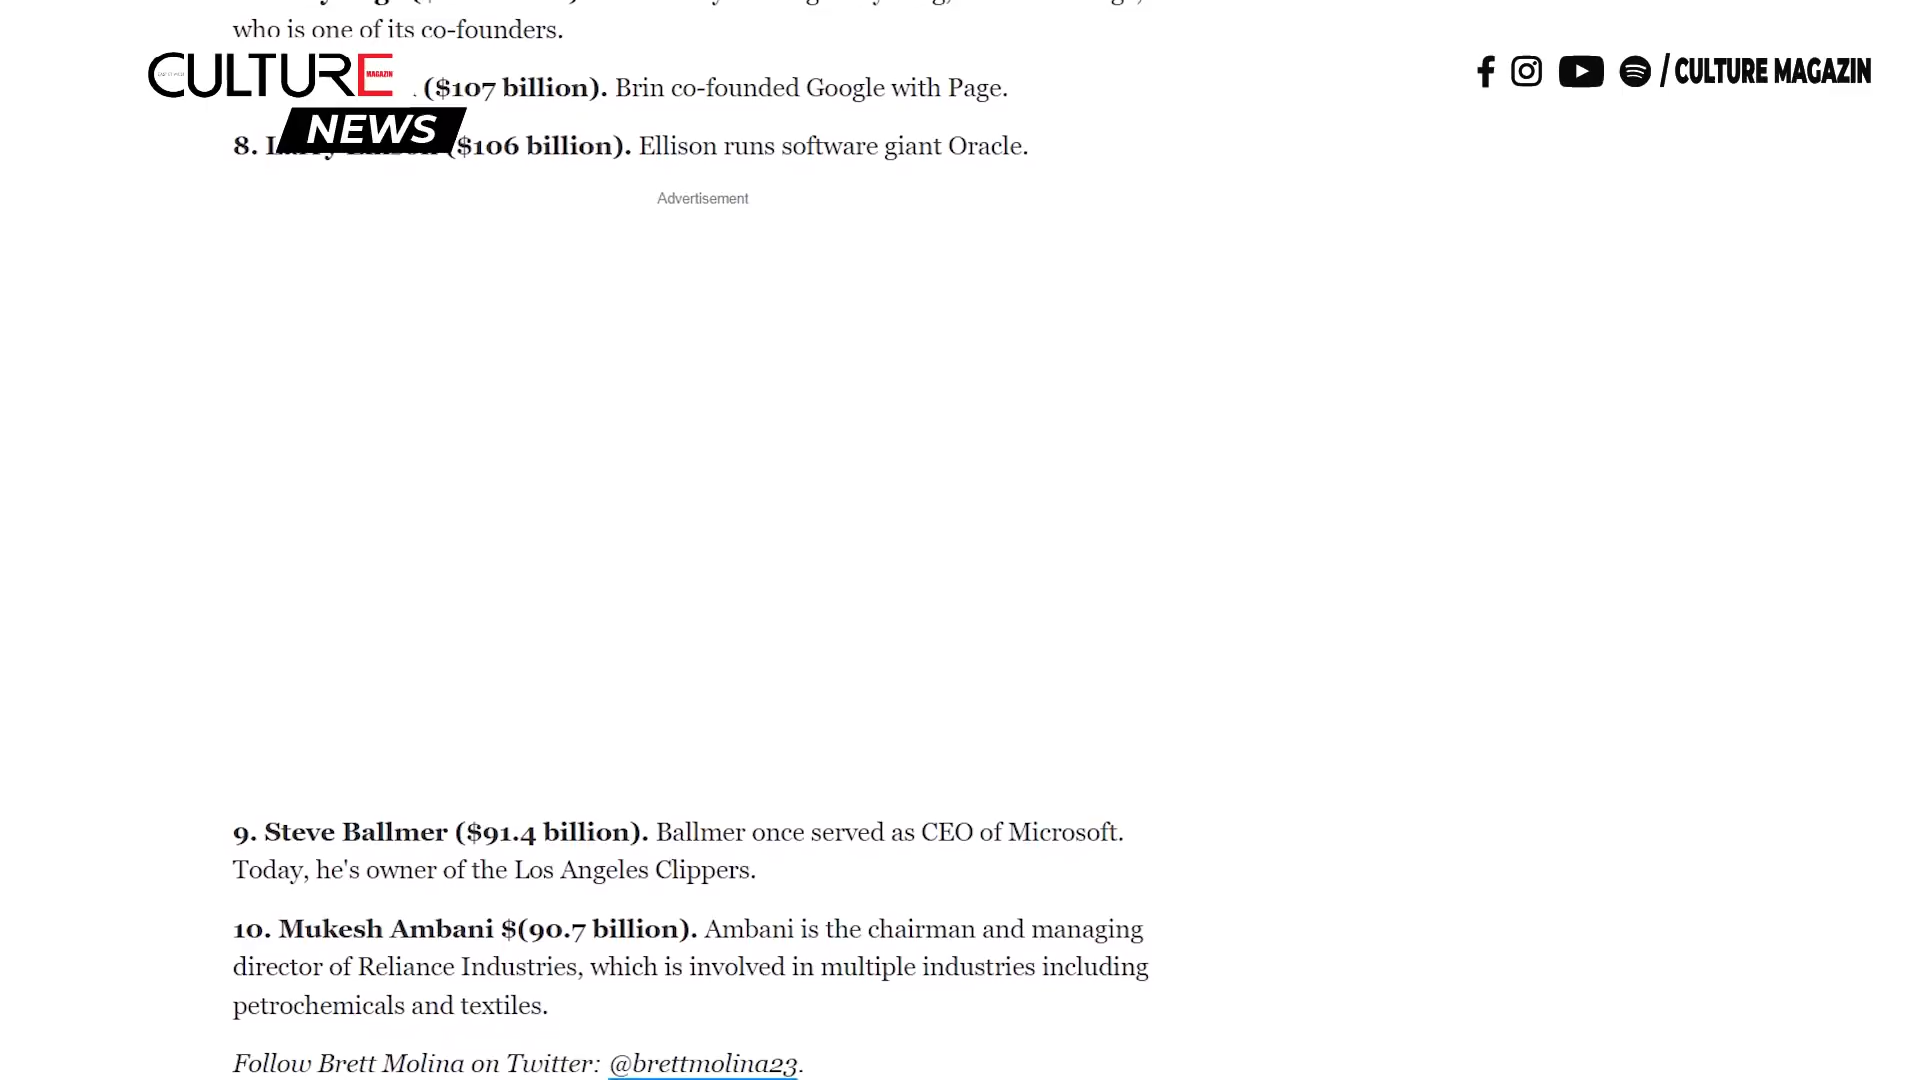 who is one of its co-founders.
CULTURE
MAGAZIN
NEWS
/ CULTURE MAGAZIN
($107 billion). Brin co-founded Google with Page.
8. ($106 billion). Ellison runs software giant Oracle.
Advertisement
9. Steve Ballmer ($91.4 billion). Ballmer once served as CEO of Microsoft.
Today, he's owner of the Los Angeles Clippers.
10. Mukesh Ambani $(90.7 billion). Ambani is the chairman and managing
director of Reliance Industries, which is involved in multiple industries including
petrochemicals and textiles.
Follow Brett Molina on Twitter: @brettmolina23.